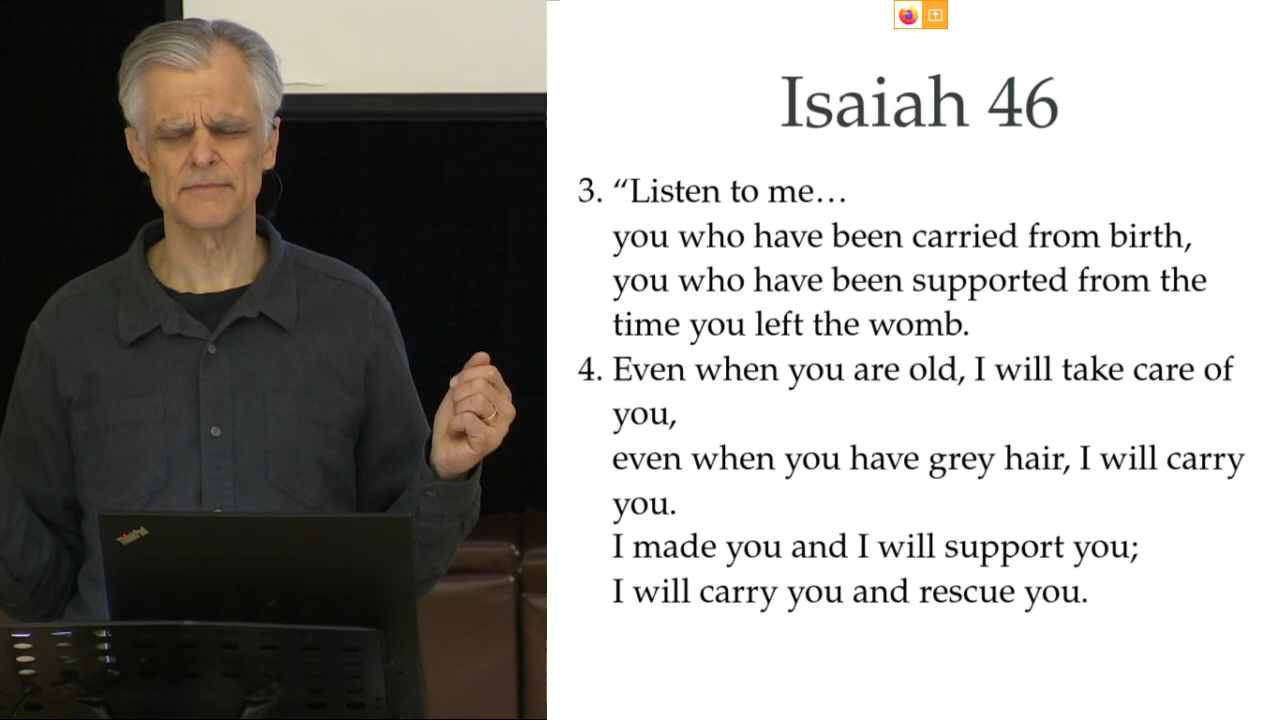 Isaiah 46
3. “Listen to me…
you who have been carried from birth,
you who have been supported from the
time you left the womb.
4. Even when you are old, I will take care of
you,
even when you have grey hair, I will carry
you.
I made you and I will support you;
I will carry you and rescue you.
ThinkPad